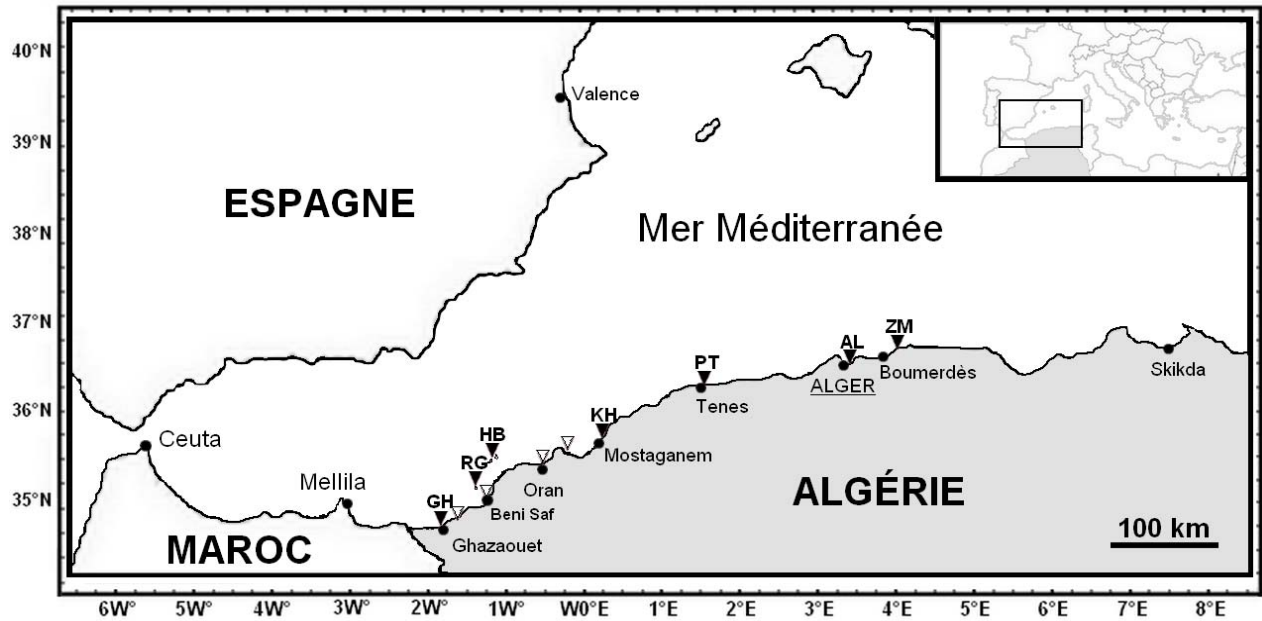 40°N
39°N
38°N
37°N
36°N
35°N
Valence
ESPAGNE
Mer Méditerranée
ZM
AL
PT
Boumerdès
Skikda
ALGER
Tenes
KH
HB
Ceuta
Mostaganem
RG
Mellila
Oran
ALGÉRIE
GH
Beni Saf
100 km
MAROC
Ghazaouet
6W° 5W° 4W° 3W° 2W° 1W° W0°E 1°E 2°E 3°E 4°E 5°E 6°E 7°E 8°E